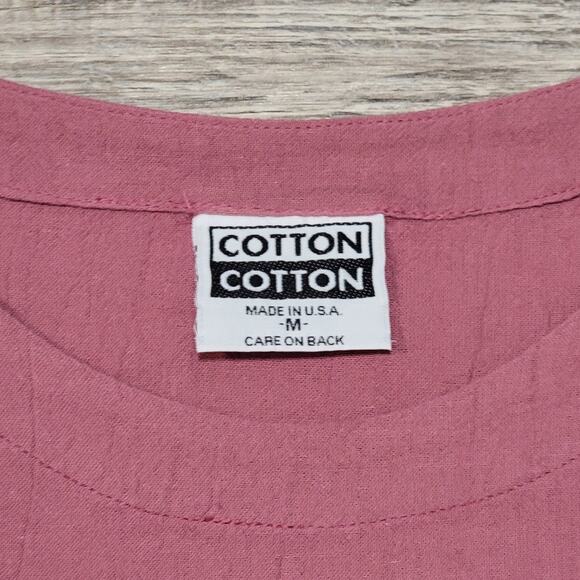 COTTON
COTTON
MADE IN U.S.A.
-M-
CARE ON BACK